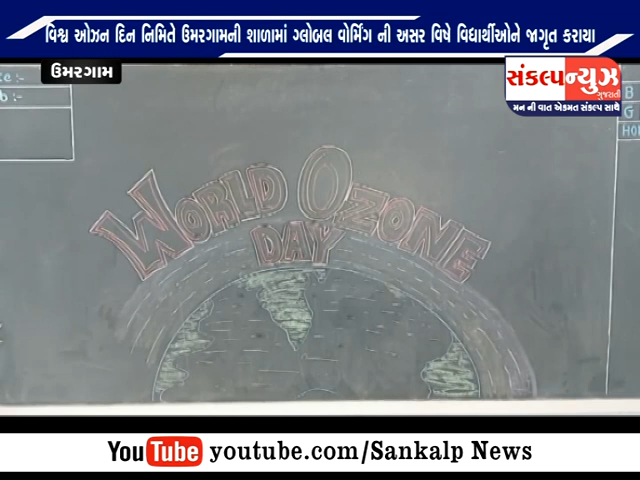 વિશ્વ ઓઝન દિન નિમિતે ઉમરગામની શાળામાં ગ્લોબલ વોર્મિંગ ની અસર વિષે વિદ્યાર્થીઓને જાગૃત કરાયા
ઉમરગામ
સંકલ્પ ન્યુઝ
ગુજરાતી
મન ની વાત એકમત સંકલ્પ સાથે
B
G
WORLD OZONE
DAY
YouTube youtube.com/Sankalp News